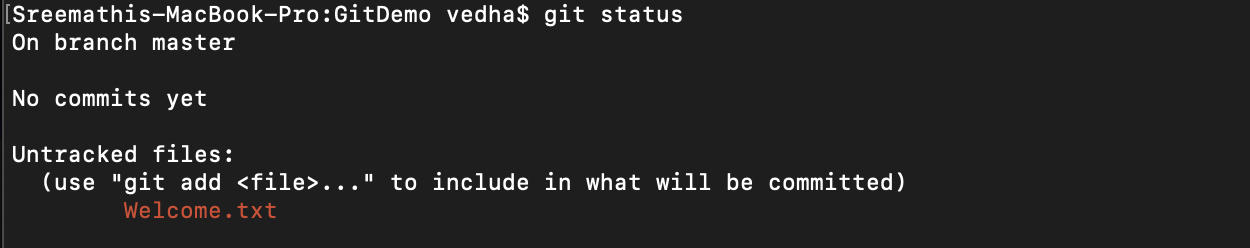 [Sreemathis-MacBook-Pro:GitDemo vedha$ git status
On branch master
No commits yet
Untracked files:
(use "git add <file>..." to include in what will be committed)
Welcome.txt